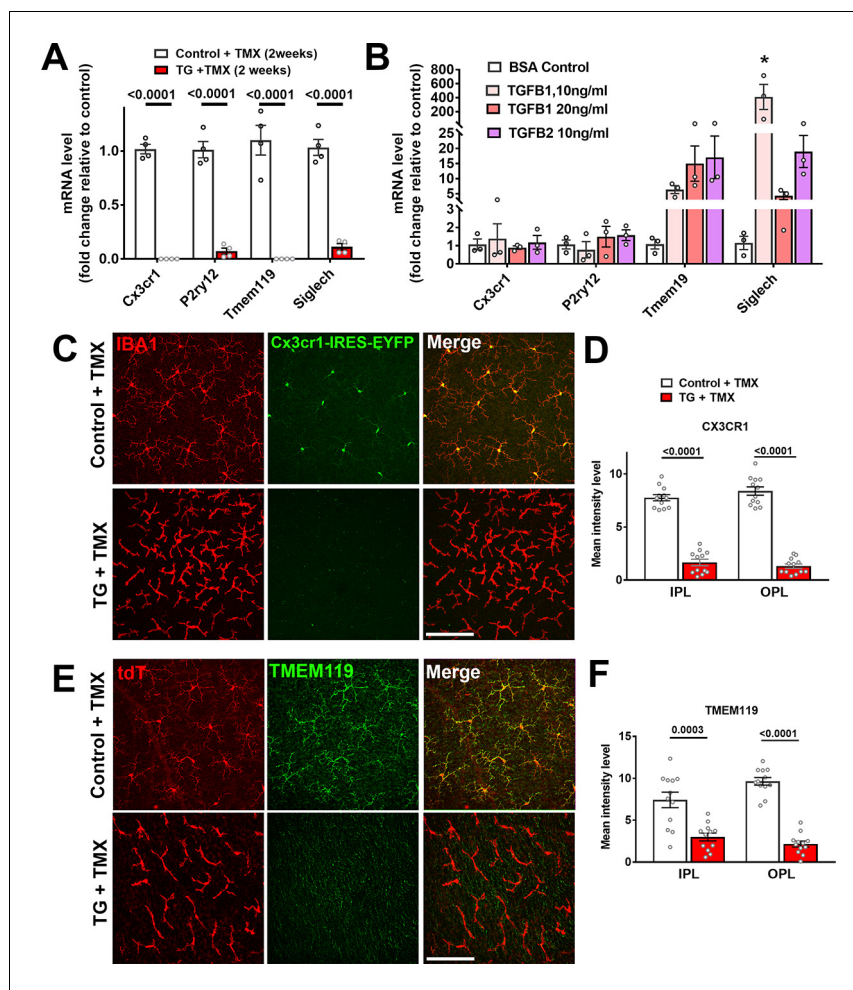 A
Control + TMX (2weeks)
TG +TMX (2 weeks)
<0.0001 <0.0001 <0.0001 <0.0001
mRNA level
(fold change relative to control)
1.0
0.5
0.0
Cx3cr1
P2ry12
Tmem119
Siglech
B
BSA Control
TGFB1,10ng/ml
TGFB1 20ng/ml
TGFB2 10ng/ml
*
mRNA level
(fold change relative to control)
800
600
400
200
25
20
15
10
5
3
2
1
0
Cx3cr1
P2ry12
Tmem19
Siglech
C
Control + TMX
TG + TMX
IBA1
Cx3cr1-IRES-EYFP
Merge
D
Control + TMX
TG + TMX
CX3CR1
<0.0001 <0.0001
Mean intensity level
10
5
0
IPL OPL
E
Control + TMX
TG + TMX
tdT
TMEM119
Merge
F
TMEM119
0.0003 <0.0001
Mean intensity level
15
10
5
0
IPL OPL